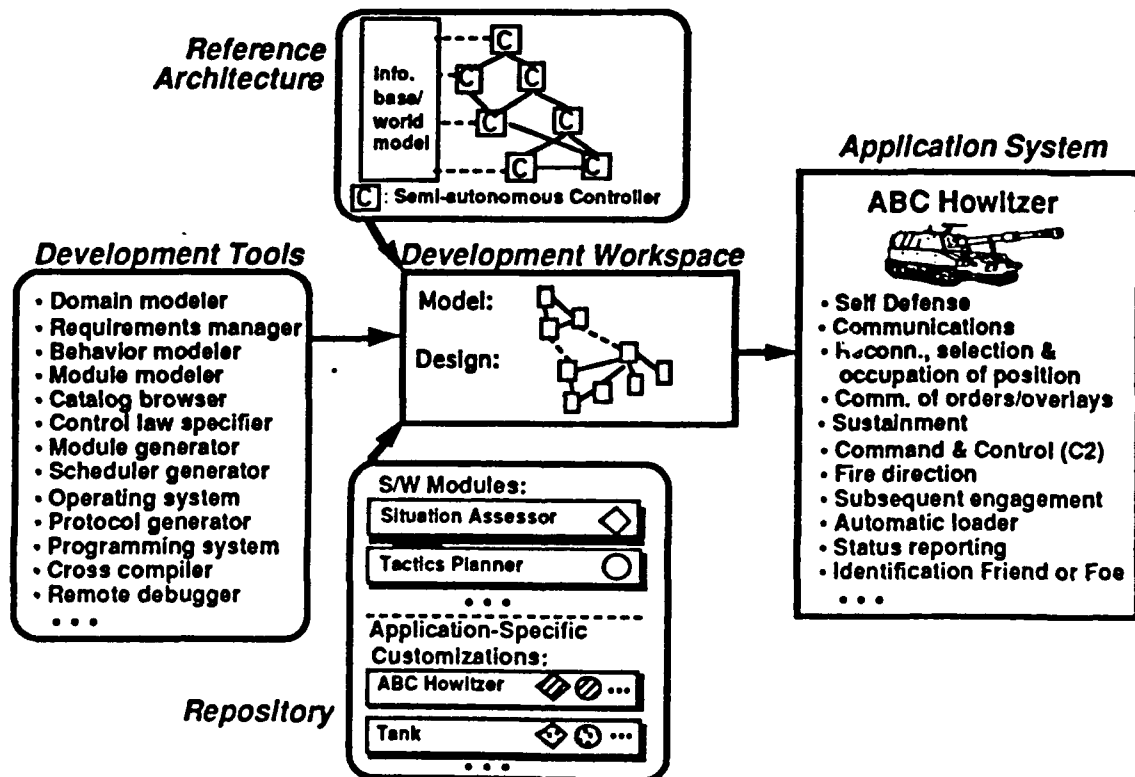 Reference
Architecture
Info.
base/
world
model
C
C
C
C
C
C
C
C : Semi-autonomous Controller
Development Tools
• Domain modeler
• Requirements manager
• Behavior modeler
• Module modeler
• Catalog browser
• Control law specifier
• Module generator
• Scheduler generator
• Operating system
• Protocol generator
• Programming system
• Cross compiler
• Remote debugger
• • •
Development Workspace
Model:
Design:
Repository
S/W Modules:
Situation Assessor
Tactics Planner
• • •
Application-Specific
Customizations:
ABC Howitzer ...
Tank ...
• • •
Application System
ABC Howitzer
• Self Defense
• Communications
• Reconn., selection &
occupation of position
• Comm. of orders/overlays
• Sustainment
• Command & Control (C2)
• Fire direction
• Subsequent engagement
• Automatic loader
• Status reporting
• Identification Friend or Foe
• • •